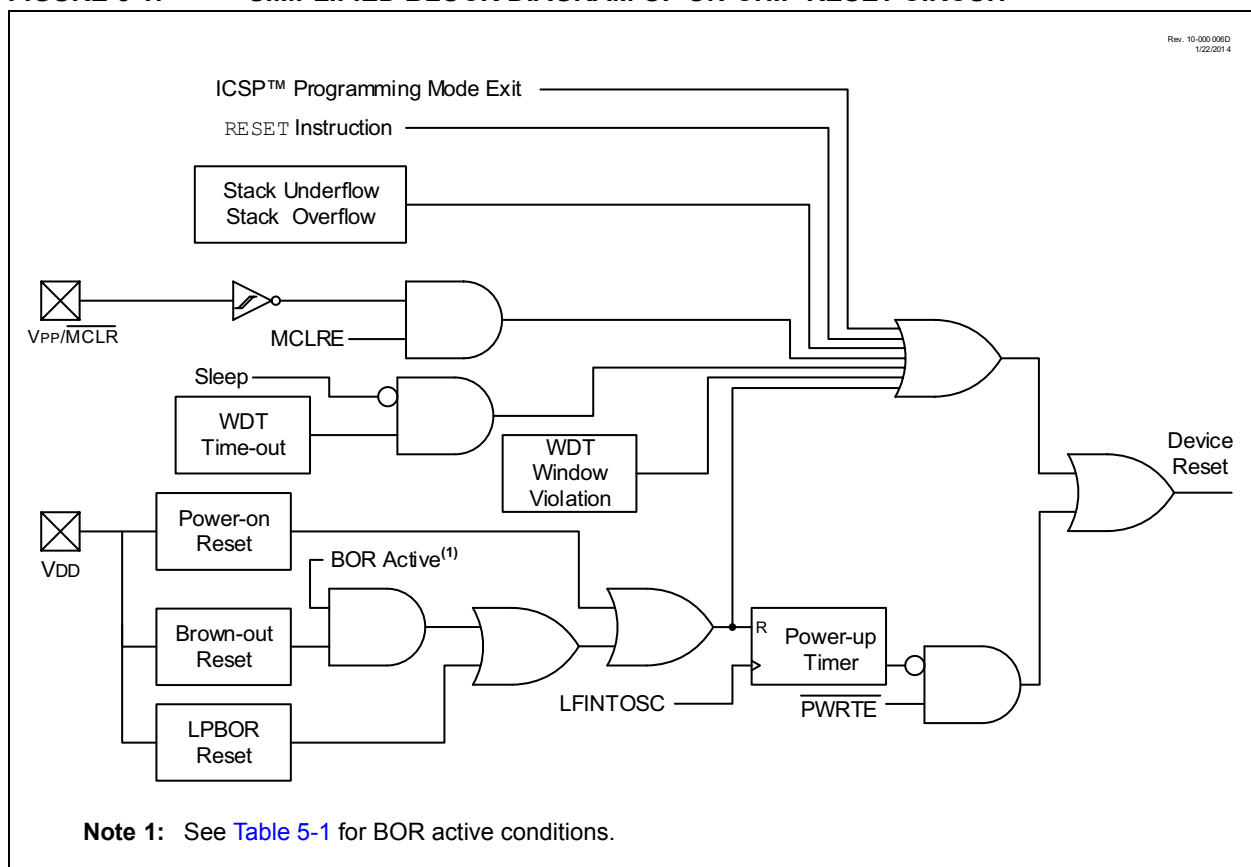 Rev. 10-000 006D
1/22/201 4
ICSP™ Programming Mode Exit
RESET Instruction
Stack Underflow
Stack Overflow
VPP/MCLR
MCLRE
Sleep
WDT
Time-out
WDT
Window
Violation
Device
Reset
VDD
Power-on
Reset
BOR Active(1)
Brown-out
Reset
R
Power-up
Timer
LFINTOSC
PWRTE
LPBOR
Reset
Note 1: See Table 5-1 for BOR active conditions.